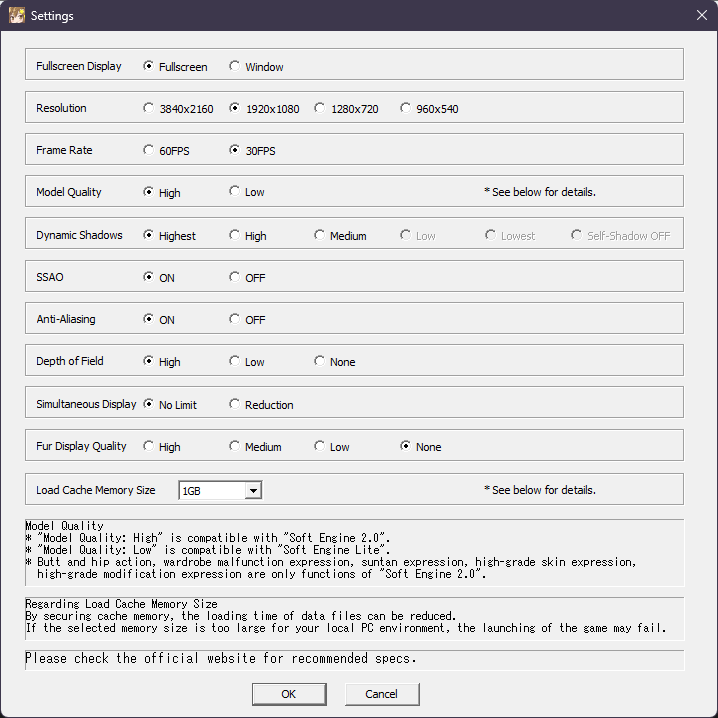 Settings
Fullscreen Display Fullscreen Window
Resolution 3840x2160 1920x1080 1280x720 960x540
Frame Rate 60FPS 30FPS
Model Quality High Low * See below for details.
Dynamic Shadows Highest High Medium Low Lowest Self-Shadow OFF
SSAO ON OFF
Anti-Aliasing ON OFF
Depth of Field High Low None
Simultaneous Display No Limit Reduction
Fur Display Quality High Medium Low None
Load Cache Memory Size 1GB * See below for details.
Model Quality
* "Model Quality: High" is compatible with "Soft Engine 2.0".
* "Model Quality: Low" is compatible with "Soft Engine Lite".
* Butt and hip action, wardrobe malfunction expression, suntan expression, high-grade skin expression,
high-grade modification expression are only functions of "Soft Engine 2.0".
Regarding Load Cache Memory Size
By securing cache memory, the loading time of data files can be reduced.
If the selected memory size is too large for your local PC environment, the launching of the game may fail.
Please check the official website for recommended specs.
OK Cancel